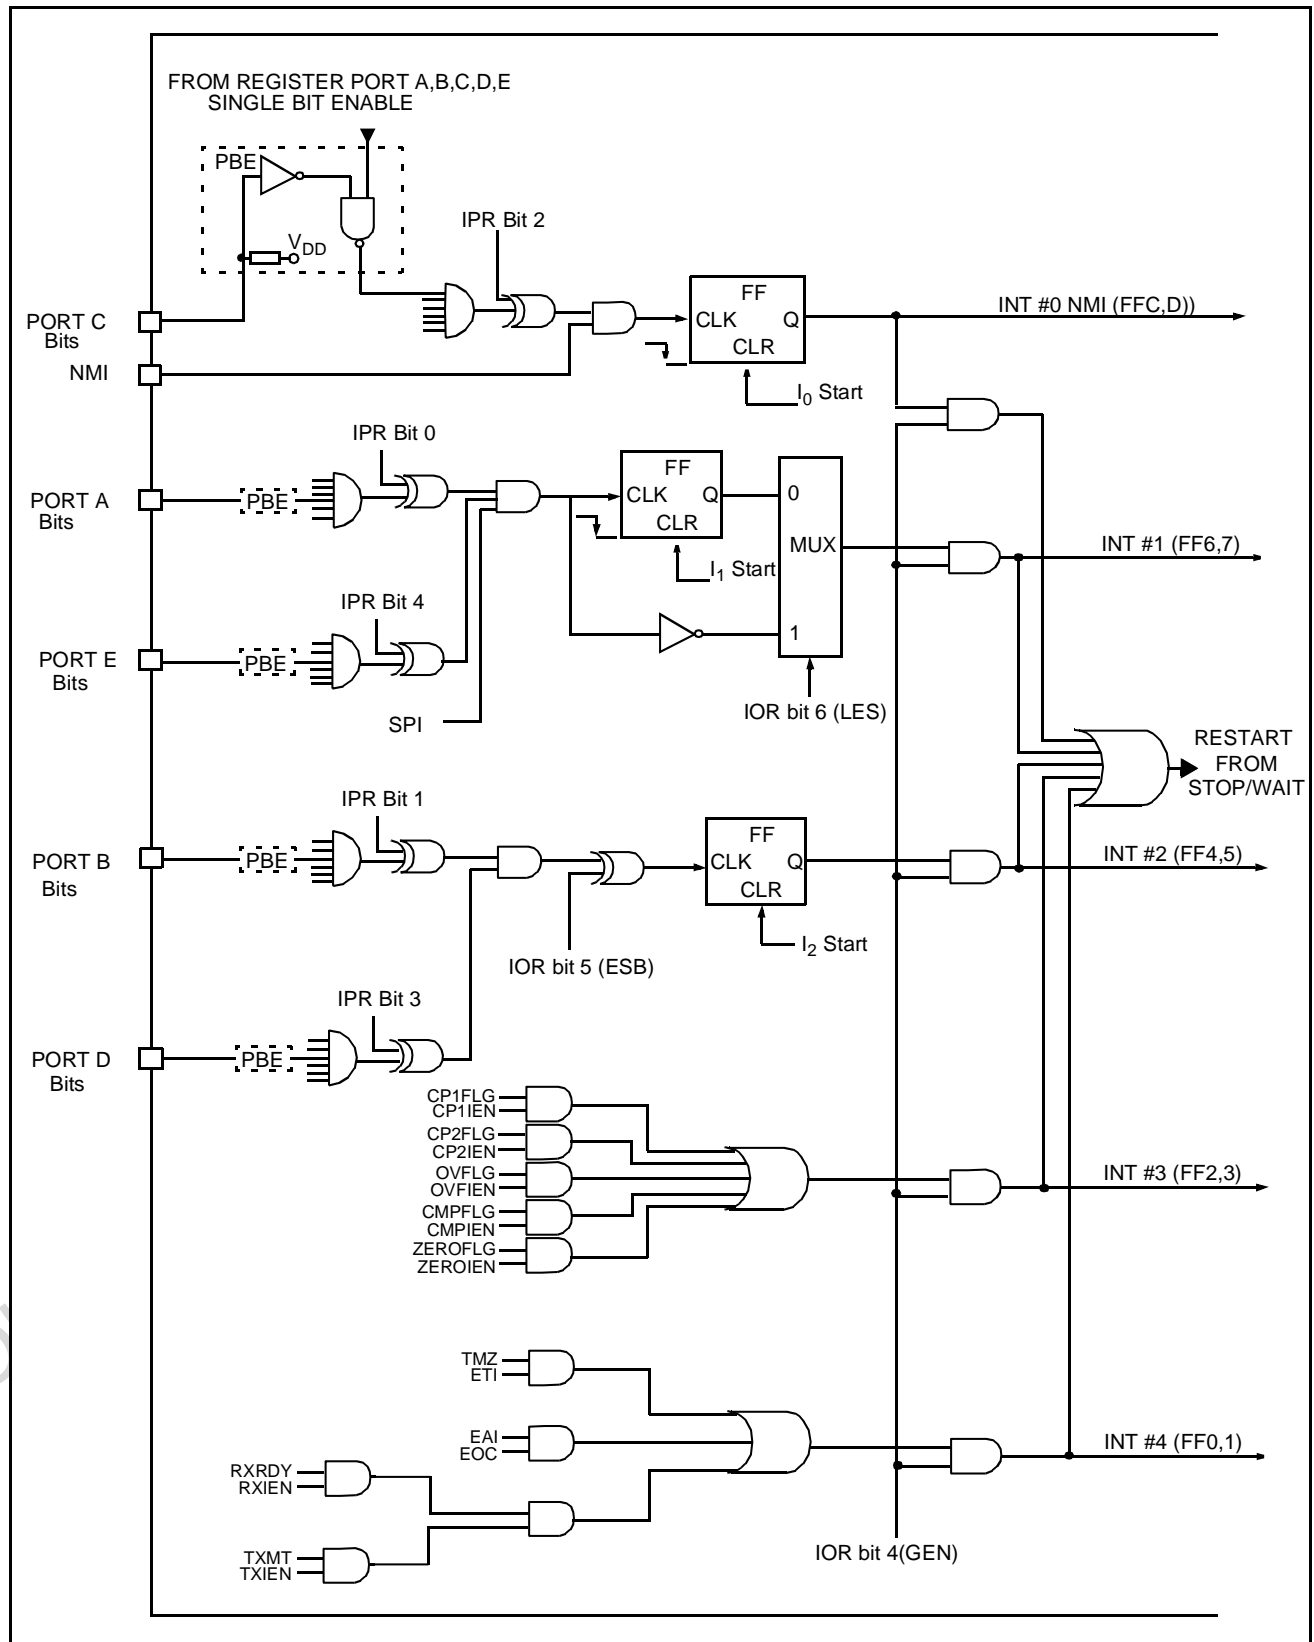 FROM REGISTER PORT A,B,C,D,E
SINGLE BIT ENABLE
PBE
VDD
IPR Bit 2
FF
CLK Q
CLR
INT #0 NMI (FFC,D))
PORT C
Bits
NMI
I0 Start
IPR Bit 0
FF
CLK Q
CLR
0
MUX
1
PORT A
Bits
PBE
INT #1 (FF6,7)
I1 Start
IPR Bit 4
PORT E
Bits
PBE
SPI
IOR bit 6 (LES)
RESTART
FROM
STOP/WAIT
IPR Bit 1
FF
CLK Q
CLR
PORT B
Bits
PBE
INT #2 (FF4,5)
I2 Start
IOR bit 5 (ESB)
IPR Bit 3
PORT D
Bits
PBE
CP1FLG
CP1IEN
CP2FLG
CP2IEN
OVFLG
OVFIEN
CMPFLG
CMPIEN
ZEROFLG
ZEROIEN
INT #3 (FF2,3)
TMZ
ETI
EAI
EOC
RXRDY
RXIEN
TXMT
TXIEN
INT #4 (FF0,1)
IOR bit 4(GEN)